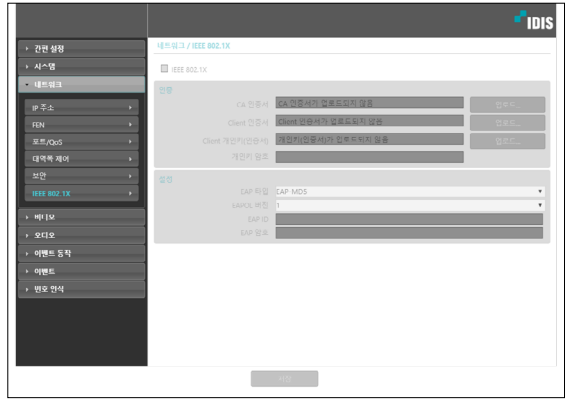 IDIS
간편 설정
시스템
네트워크
IP 주소
FEN
포트/QoS
대역폭 제어
보안
IEEE 802.1X
비디오
오디오
이벤트 동작
이벤트
번호 인식
네트워크 / IEEE 802.1X
IEEE 802.1X
인증
CA 인증서 CA 인증서가 업로드되지 않음 업로드...
Client 인증서 Client 인증서가 업로드되지 않음 업로드...
Client 개인키(인증서) 개인키(인증서)가 업로드되지 않음 업로드...
개인키 암호
설정
EAP 타입 EAP-MD5
EAPOL 버전 1
EAP ID
EAP 암호
저장